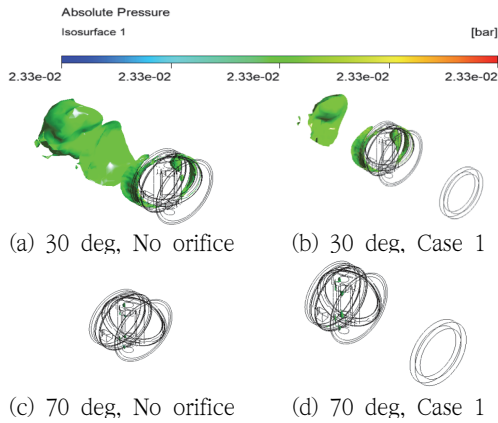 Absolute Pressure
Isosurface 1 [bar]
2.33e-02 2.33e-02 2.33e-02 2.33e-02 2.33e-02
(a) 30 deg, No orifice (b) 30 deg, Case 1
(c) 70 deg, No orifice (d) 70 deg, Case 1